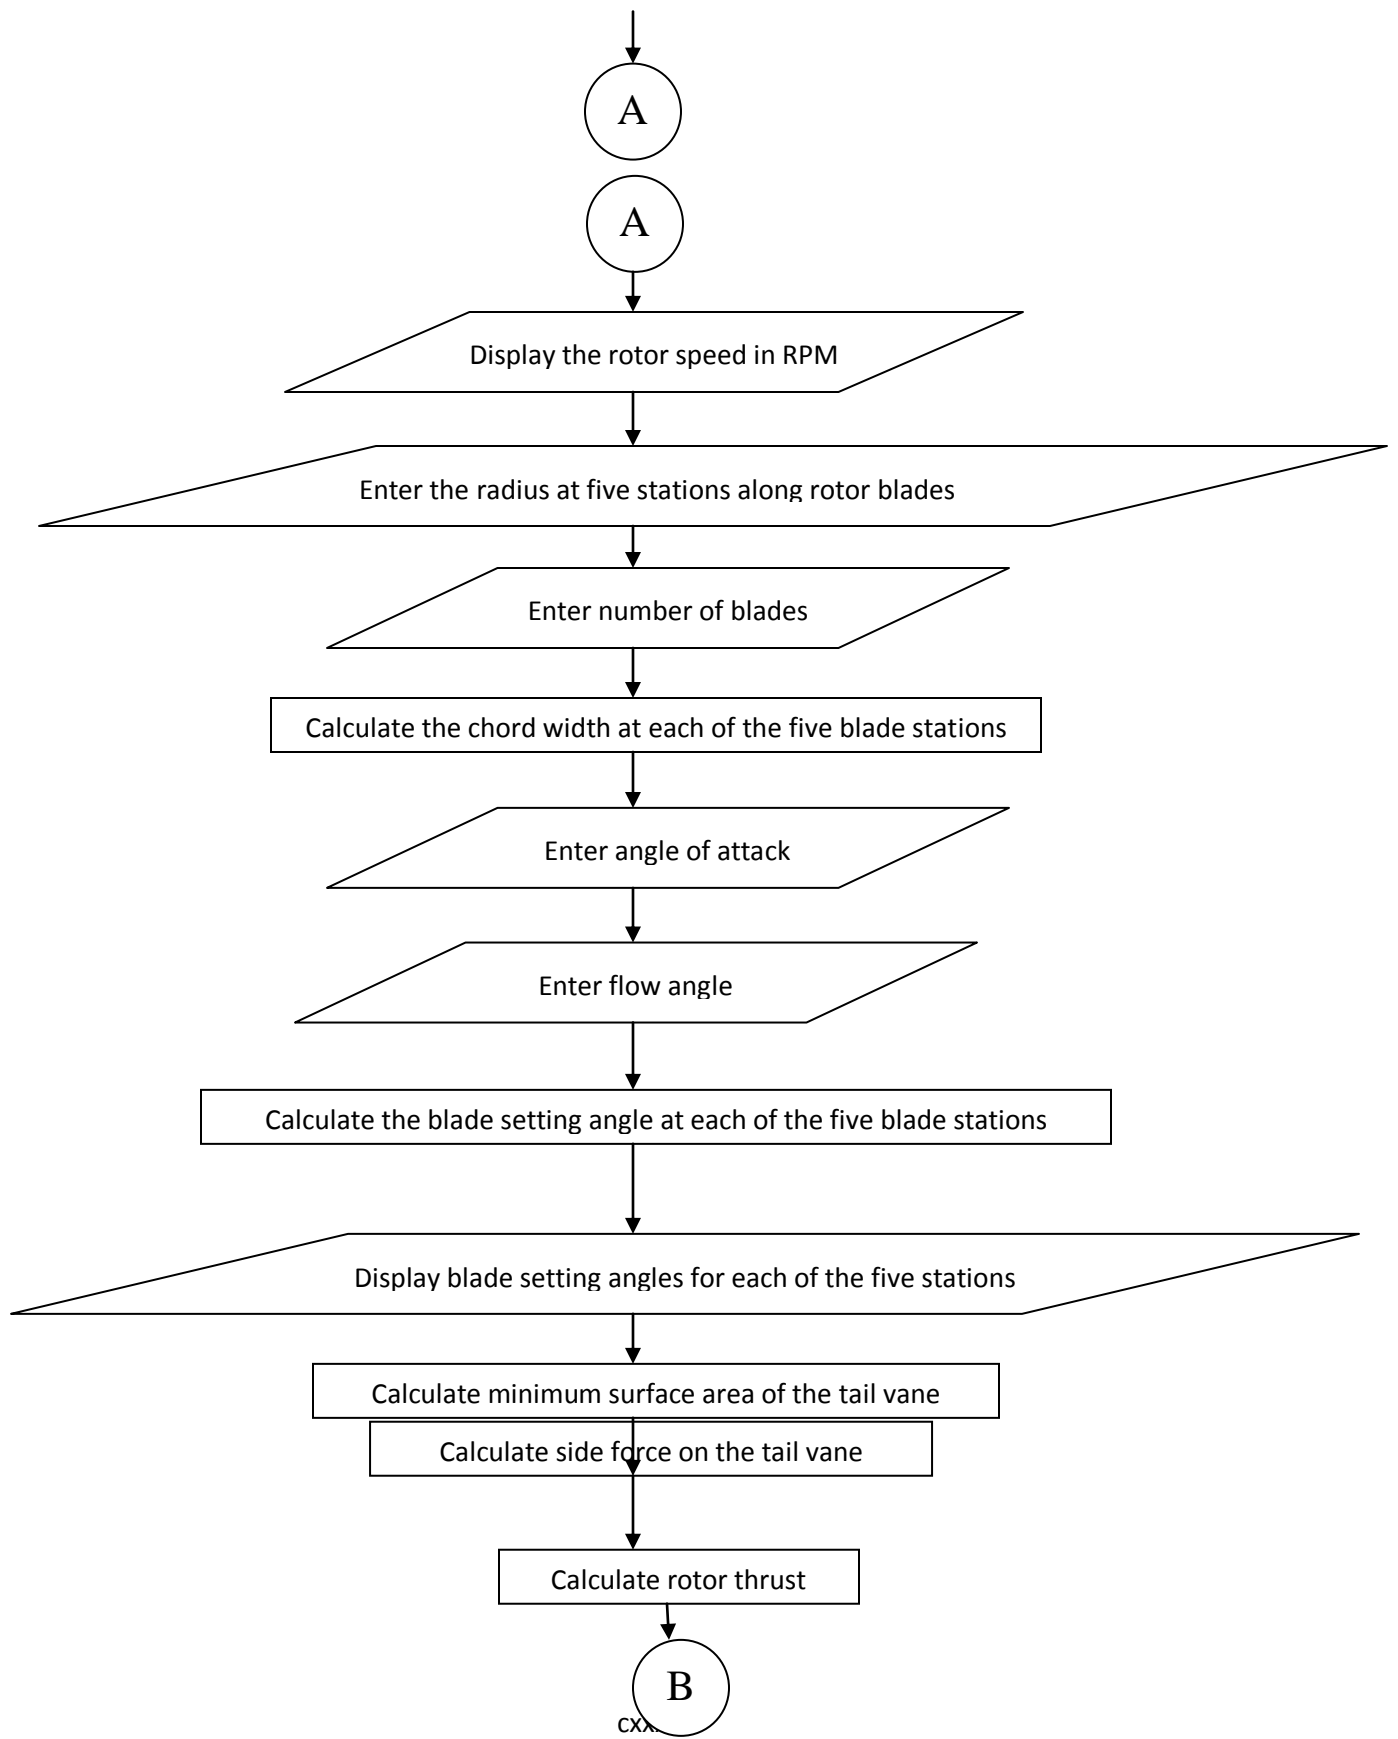 A
A
Display the rotor speed in RPM
Enter the radius at five stations along rotor blades
Enter number of blades
Calculate the chord width at each of the five blade stations
Enter angle of attack
Enter flow angle
Calculate the blade setting angle at each of the five blade stations
Display blade setting angles for each of the five stations
Calculate minimum surface area of the tail vane
Calculate side force on the tail vane
Calculate rotor thrust
B